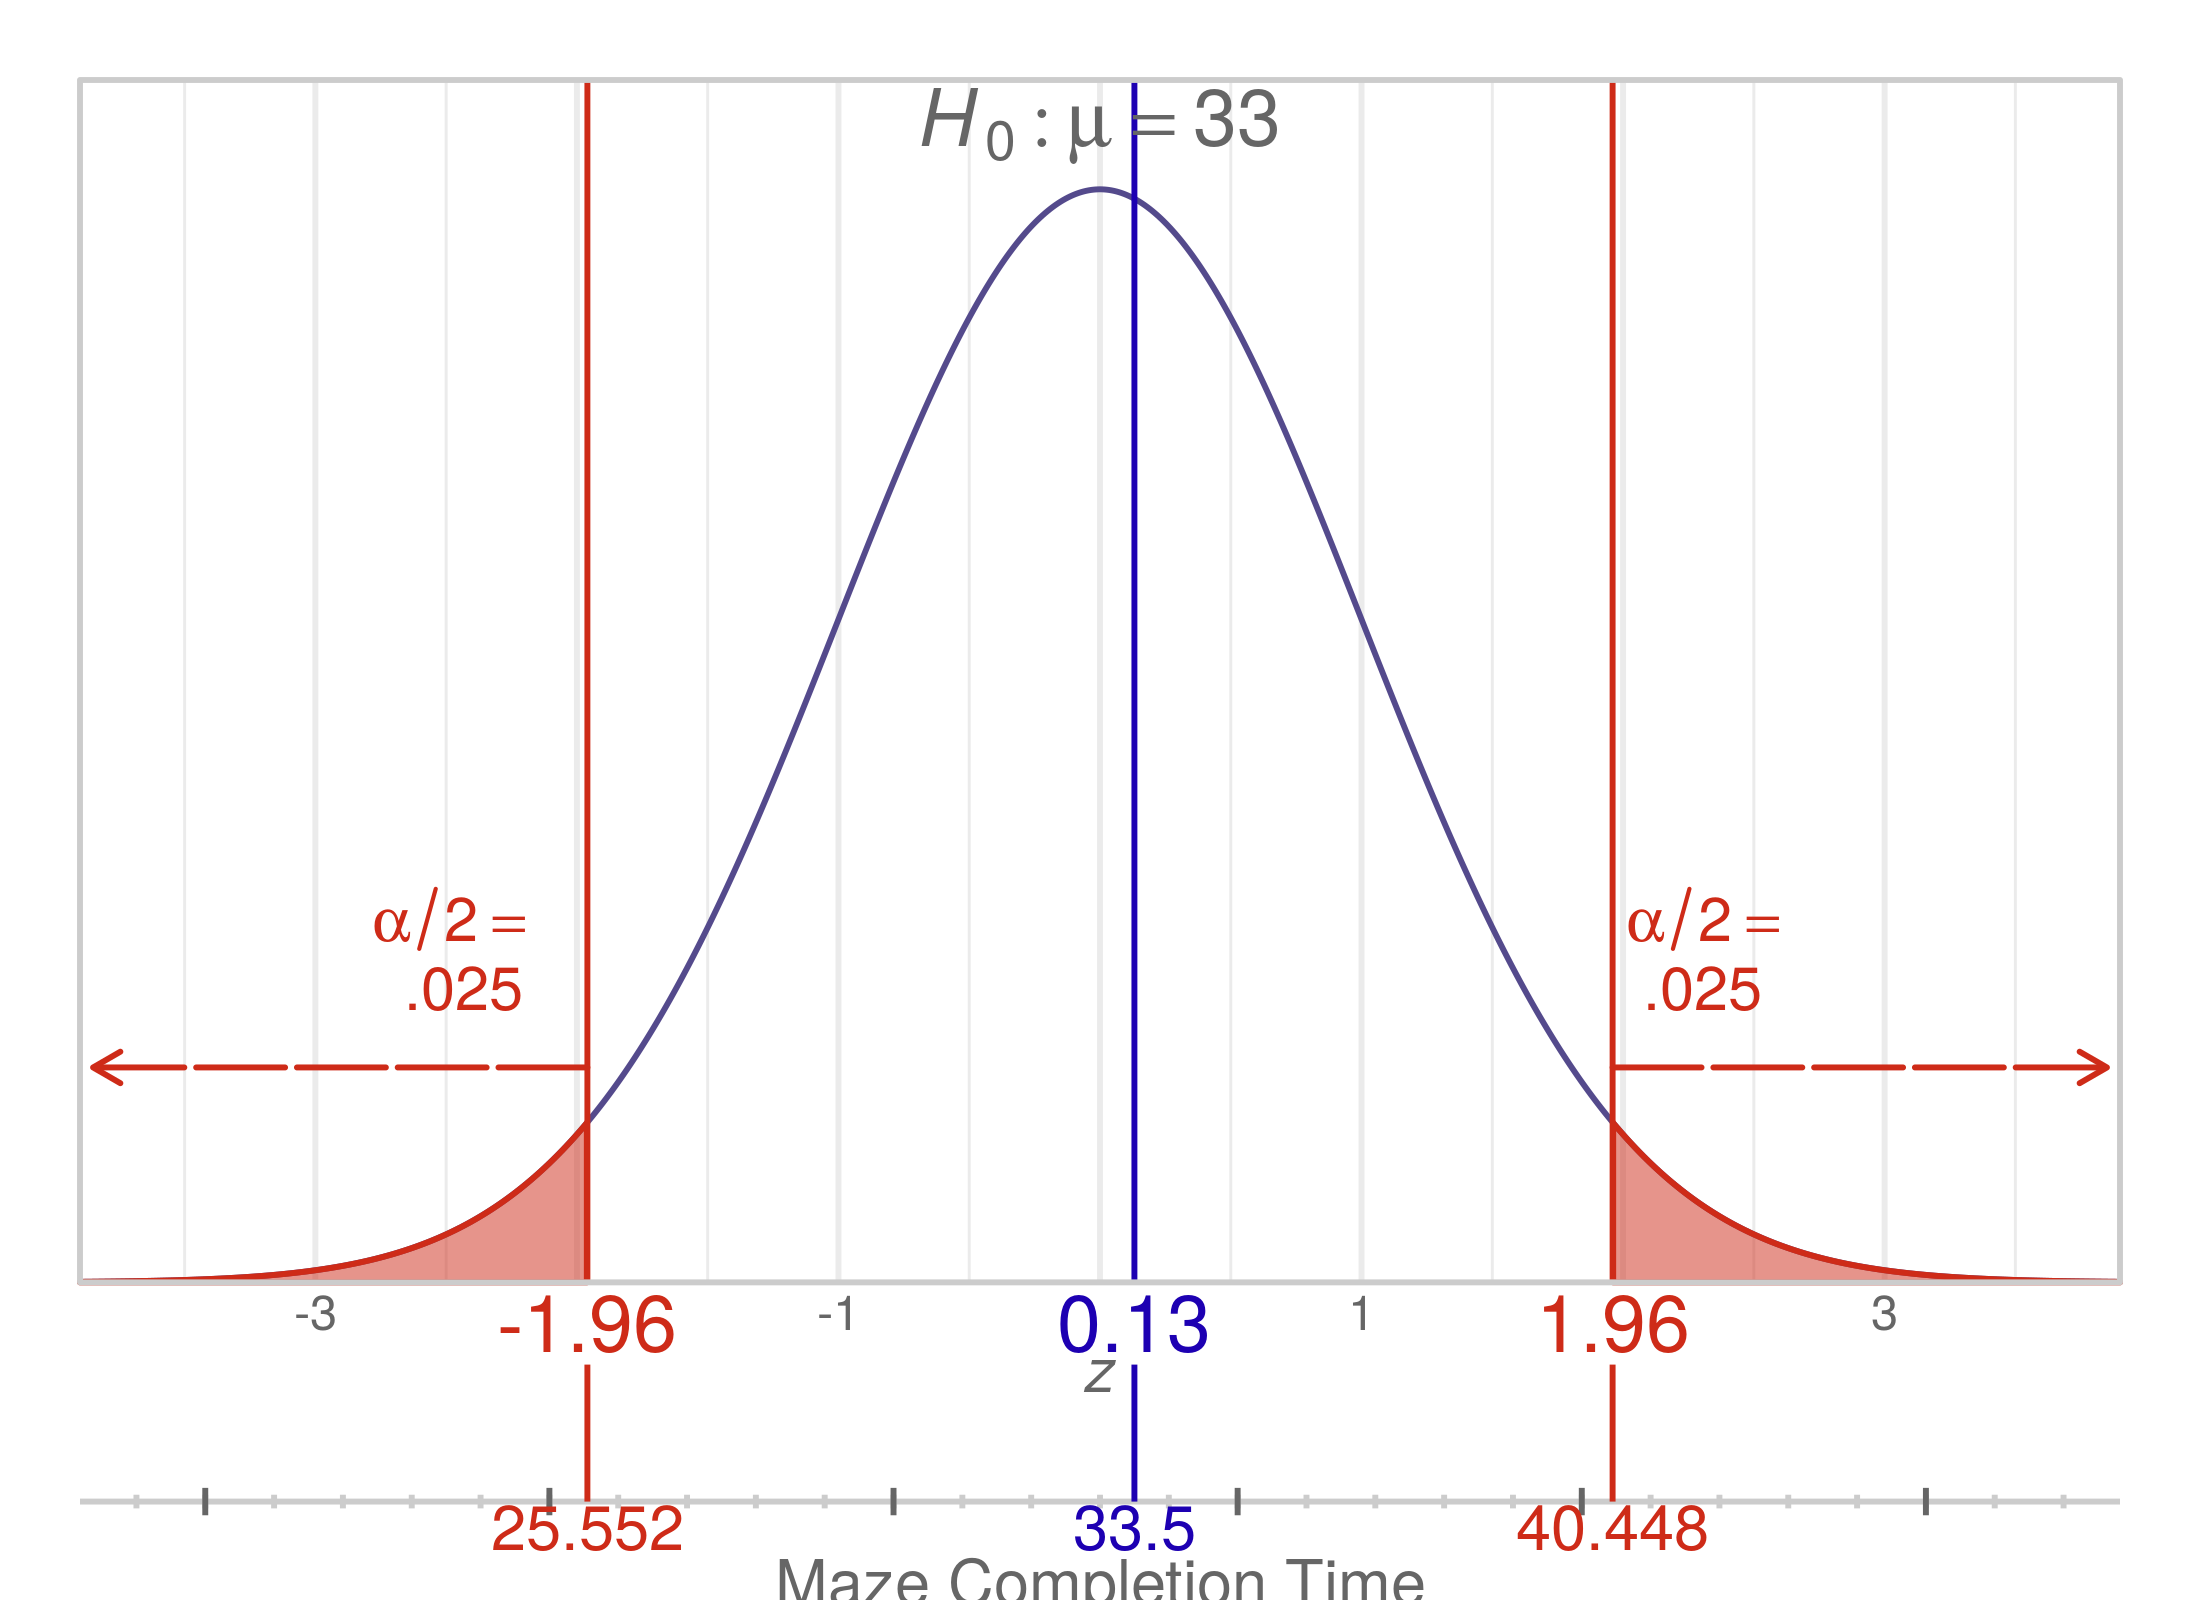 H₀ : μ = 33
α/2 =
.025
α/2 =
.025
-3 -1.96 -1 0.13 1 1.96 3
z
25.552 33.5 40.448
Maze Completion Time